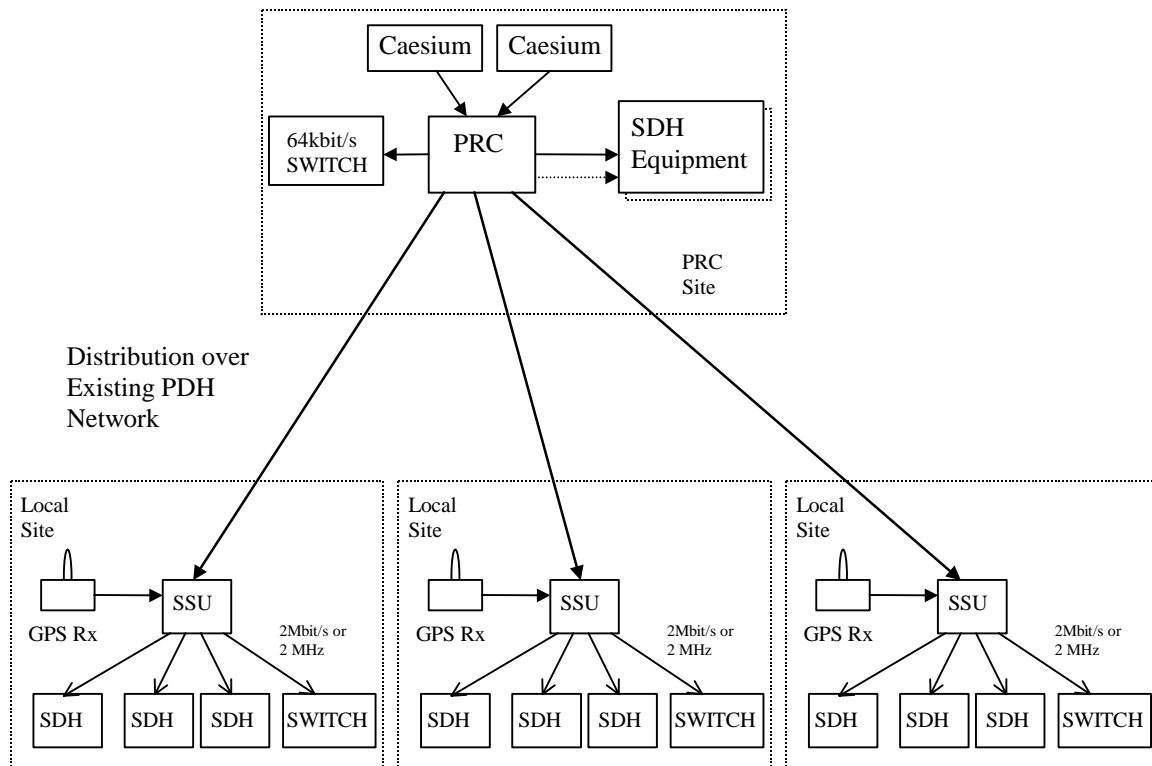 Caesium
Caesium
64kbit/s
SWITCH
PRC
SDH
Equipment
PRC
Site
Distribution over
Existing PDH
Network
Local
Site
GPS Rx
SSU
2Mbit/s or
2 MHz
SDH
SDH
SDH
SWITCH
Local
Site
GPS Rx
SSU
2Mbit/s or
2 MHz
SDH
SDH
SDH
SWITCH
Local
Site
GPS Rx
SSU
2Mbit/s or
2 MHz
SDH
SDH
SDH
SWITCH